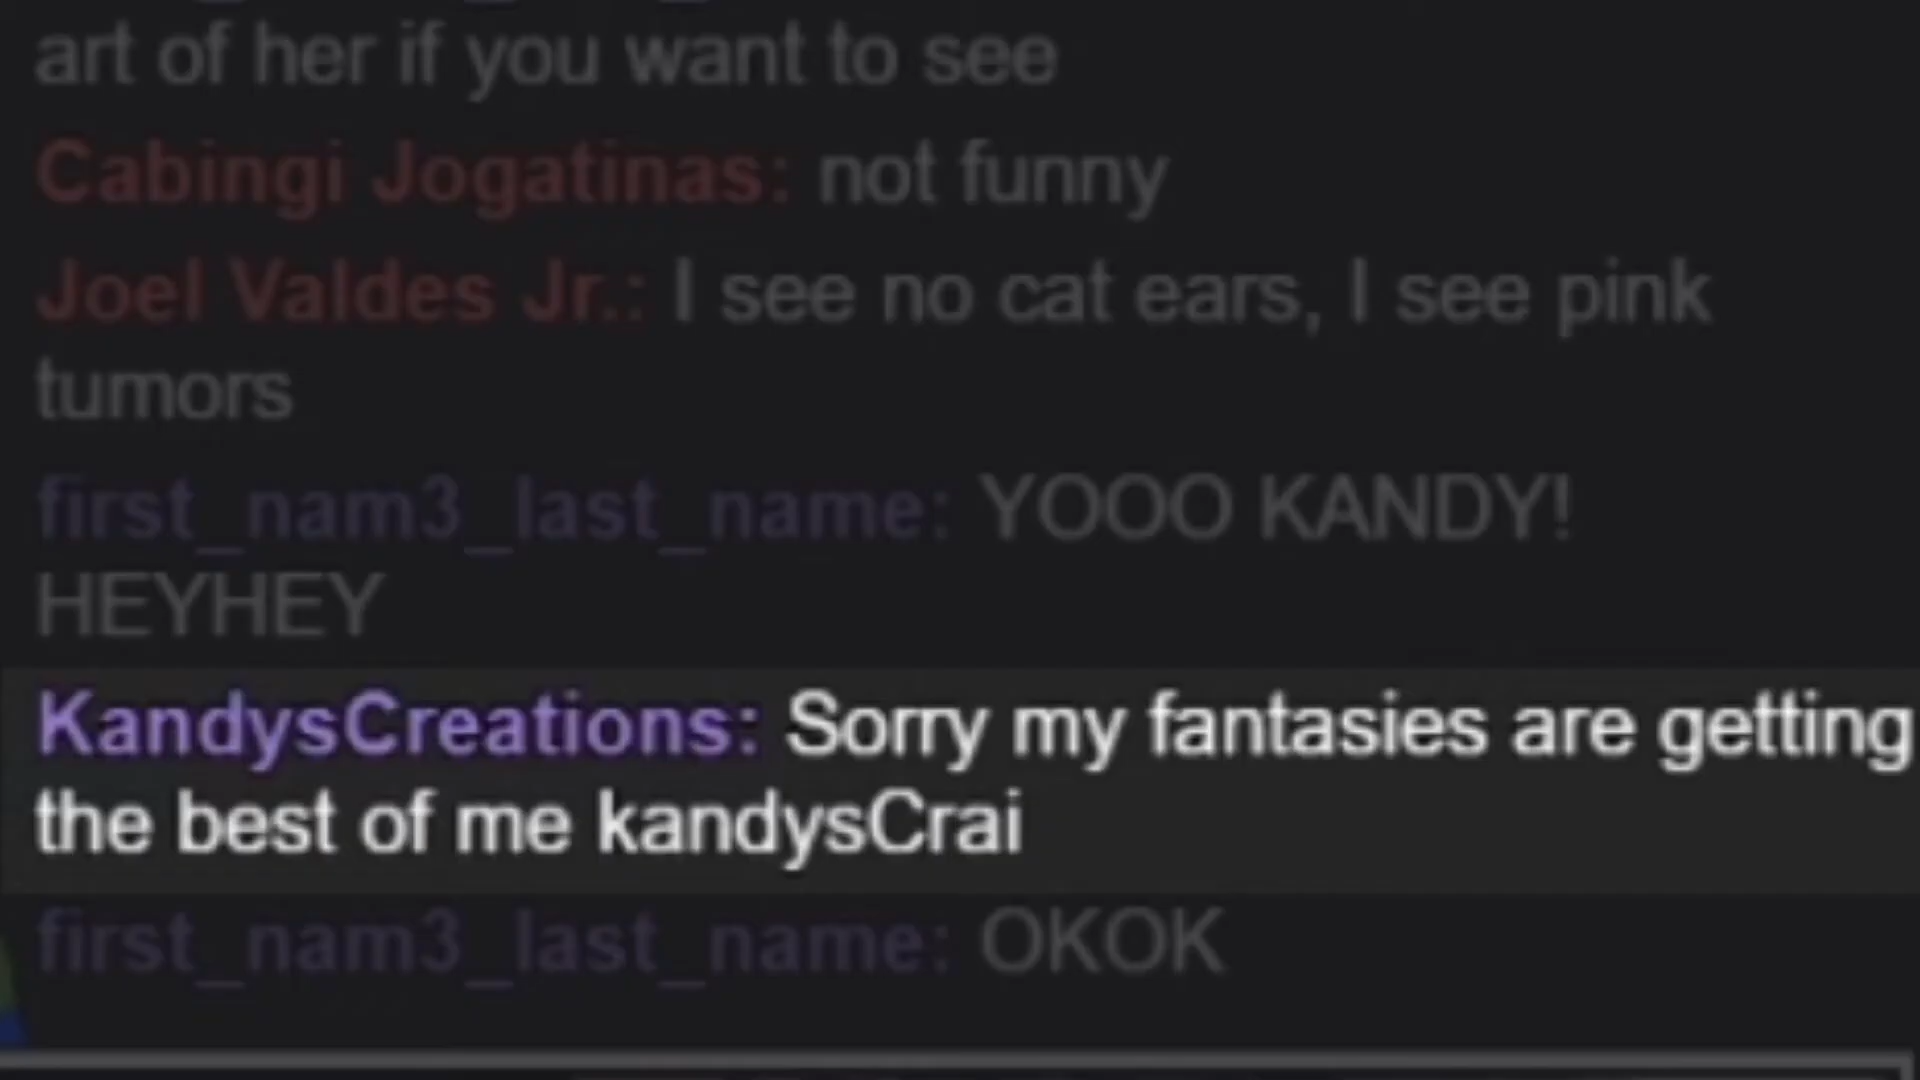 art of her if you want to see
Cabingi Jogatinas: not funny
Joel Valdes Jr.: I see no cat ears, I see pink
tumors
first_nam3_last_name: YOOO KANDY!
HEYHEY
KandysCreations: Sorry my fantasies are getting
the best of me kandysCrai
first_nam3_last_name: OKOK